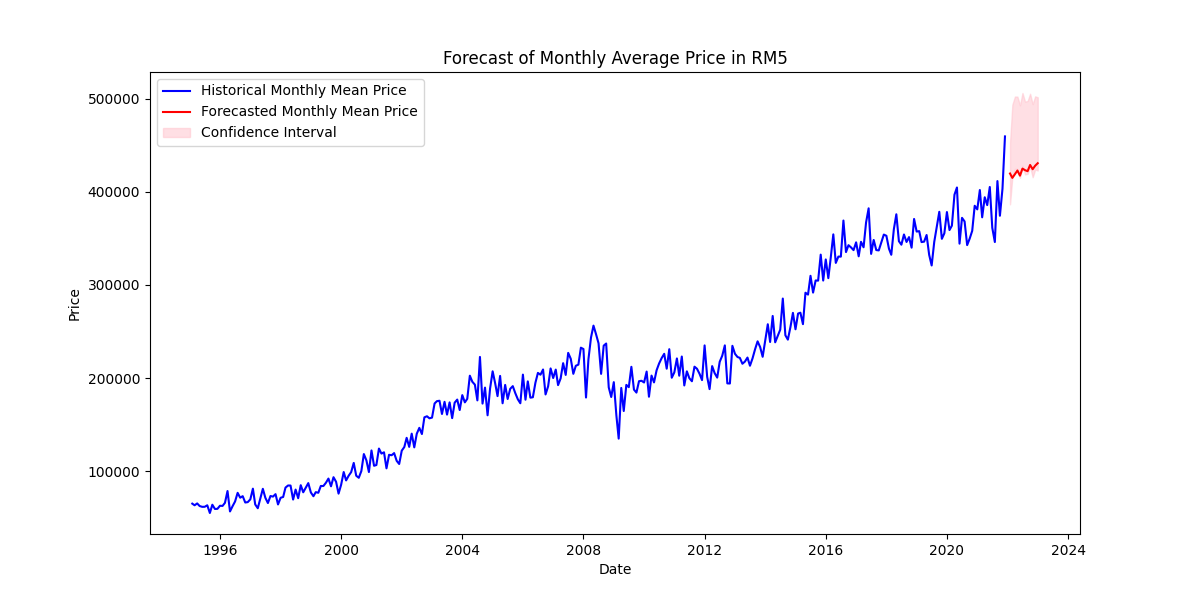 Forecast of Monthly Average Price in RM5
Historical Monthly Mean Price
Forecasted Monthly Mean Price
Confidence Interval
500000
400000
300000
200000
100000
Price
1996 2000 2004 2008 2012 2016 2020 2024
Date